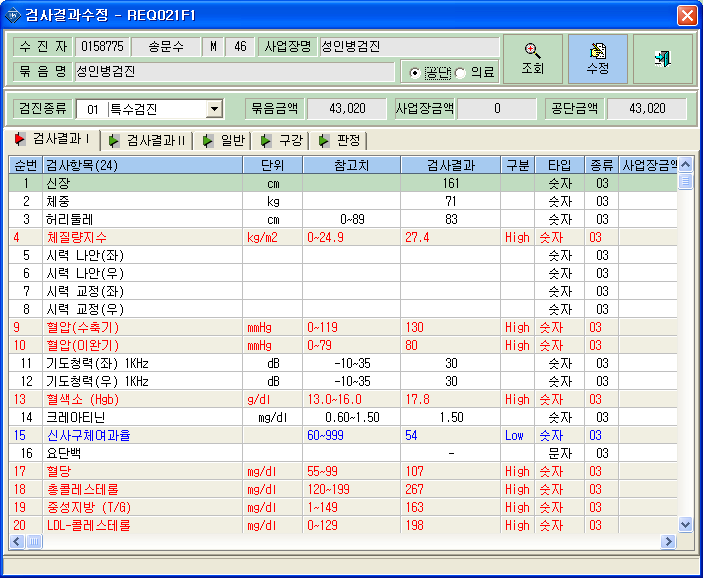 검사결과수정 - REQ021F1
수 진 자 0158775 송문수 M 46 사업장명 성인병검진
묶 음 명 성인병검진 공단 의료
조회 수정
검진종류 01 특수검진 묶음금액 43,020 사업장금액 0 공단금액 43,020
검사결과 I 검사결과 II 일반 구강 판정
순번 검사항목(24) 단위 참고치 검사결과 구분 타입 종류 사업장금액
1 신장 cm 161 숫자 03
2 체중 kg 71 숫자 03
3 허리둘레 cm 0~89 83 숫자 03
4 체질량지수 kg/m2 0~24.9 27.4 High 숫자 03
5 시력 나안(좌) 숫자 03
6 시력 나안(우) 숫자 03
7 시력 교정(좌) 숫자 03
8 시력 교정(우) 숫자 03
9 혈압(수축기) mmHg 0~119 130 High 숫자 03
10 혈압(이완기) mmHg 0~79 80 High 숫자 03
11 기도청력(좌) 1KHz dB -10~35 30 숫자 03
12 기도청력(우) 1KHz dB -10~35 30 숫자 03
13 혈색소 (Hgb) g/dl 13.0~16.0 17.8 High 숫자 03
14 크레아티닌 mg/dl 0.60~1.50 1.50 숫자 03
15 신사구체여과율 60~999 54 Low 숫자 03
16 요단백 - 문자 03
17 혈당 mg/dl 55~99 107 High 숫자 03
18 총콜레스테롤 mg/dl 120~199 267 High 숫자 03
19 중성지방 (T/G) mg/dl 1~149 163 High 숫자 03
20 LDL-콜레스테롤 mg/dl 0~129 198 High 숫자 03